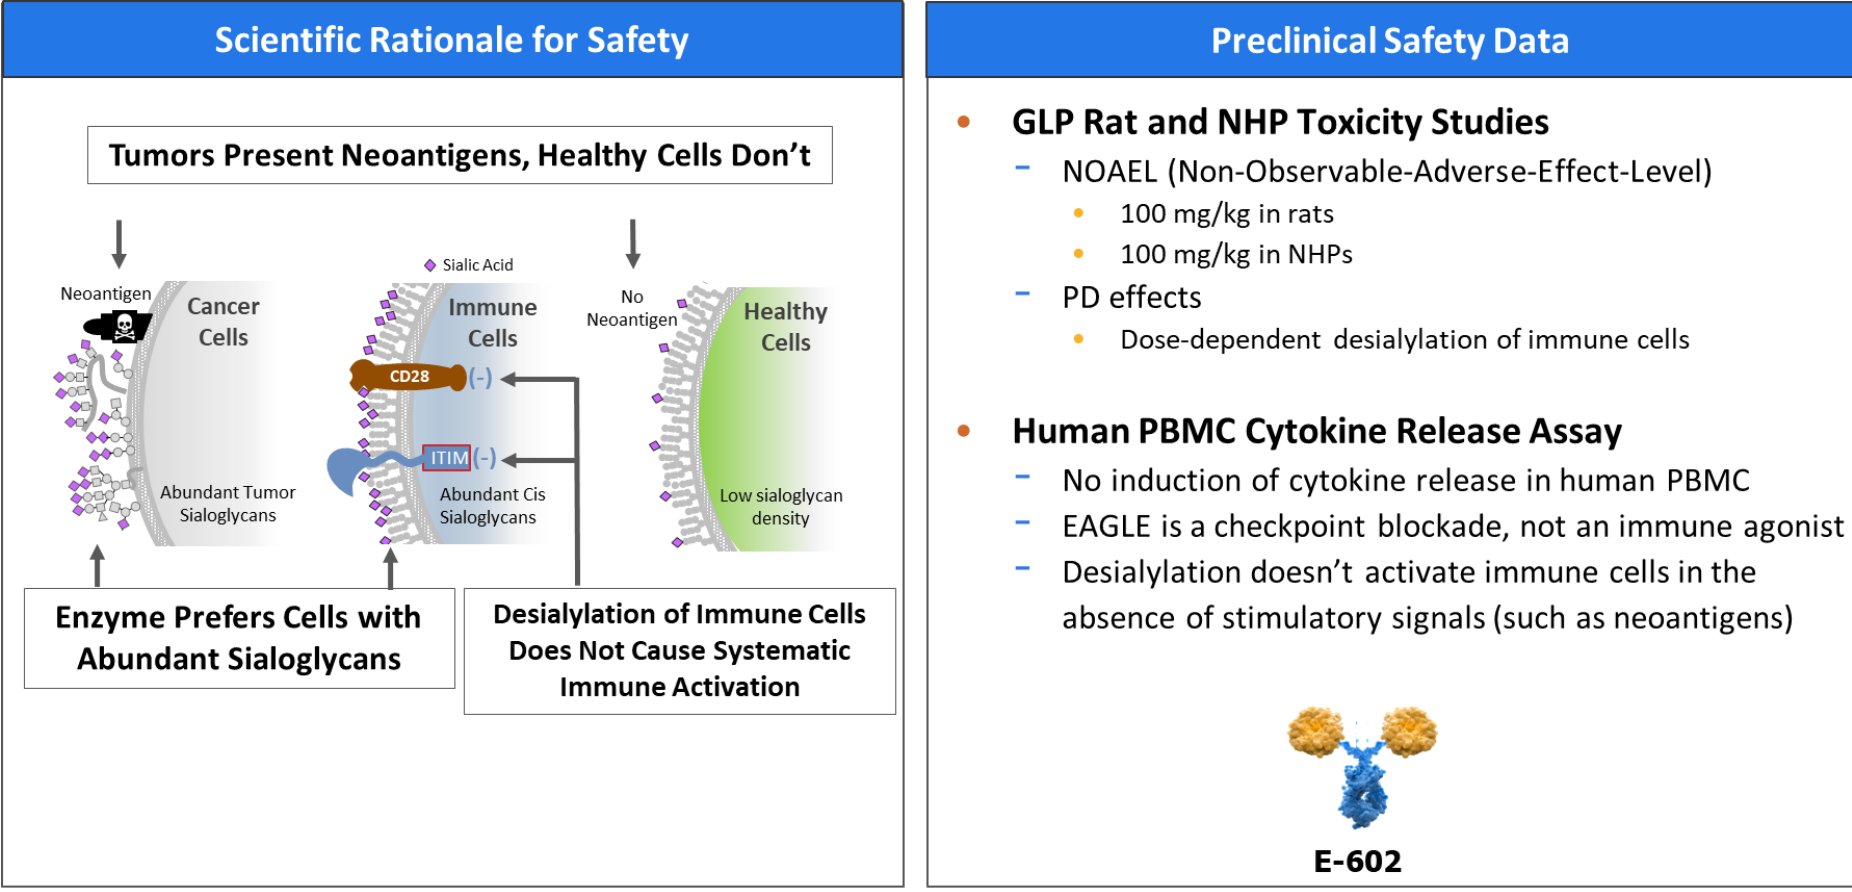 Scientific Rationale for Safety
Tumors Present Neoantigens, Healthy Cells Don't
Sialic Acid
Neoantigen
Cancer
Cells
Abundant Tumor
Sialoglycans
Immune
Cells
CD28
(-)
ITIM
(-)
Abundant Cis
Sialoglycans
No
Neoantigen
Healthy
Cells
Low sialoglycan
density
Enzyme Prefers Cells with
Abundant Sialoglycans
Desialylation of Immune Cells
Does Not Cause Systematic
Immune Activation
Preclinical Safety Data
• GLP Rat and NHP Toxicity Studies
– NOAEL (Non-Observable-Adverse-Effect-Level)
• 100 mg/kg in rats
• 100 mg/kg in NHPs
– PD effects
• Dose-dependent desialylation of immune cells
• Human PBMC Cytokine Release Assay
– No induction of cytokine release in human PBMC
– EAGLE is a checkpoint blockade, not an immune agonist
– Desialylation doesn't activate immune cells in the
absence of stimulatory signals (such as neoantigens)
E-602